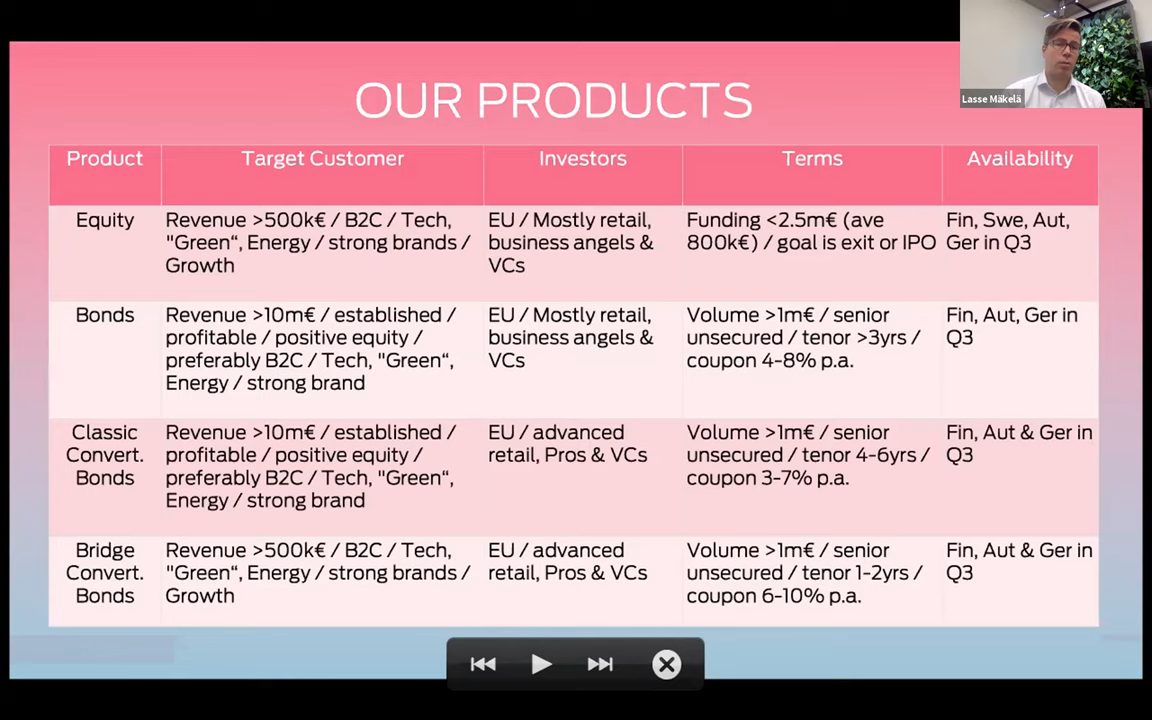 Lasse Mäkelä
OUR PRODUCTS
Product Target Customer Investors Terms Availability
Equity
Revenue >500k€ / B2C / Tech,
"Green“, Energy / strong brands /
Growth
EU / Mostly retail,
business angels &
VCs
Funding <2.5m€ (ave
800k€) / goal is exit or IPO
Fin, Swe, Aut,
Ger in Q3
Bonds
Revenue >10m€ / established /
profitable / positive equity /
preferably B2C / Tech, "Green“,
Energy / strong brand
EU / Mostly retail,
business angels &
VCs
Volume >1m€ / senior
unsecured / tenor >3yrs /
coupon 4-8% p.a.
Fin, Aut, Ger in
Q3
Classic
Convert.
Bonds
Revenue >10m€ / established /
profitable / positive equity /
preferably B2C / Tech, "Green“,
Energy / strong brand
EU / advanced
retail, Pros & VCs
Volume >1m€ / senior
unsecured / tenor 4-6yrs /
coupon 3-7% p.a.
Fin, Aut & Ger in
Q3
Bridge
Convert.
Bonds
Revenue >500k€ / B2C / Tech,
"Green“, Energy / strong brands /
Growth
EU / advanced
retail, Pros & VCs
Volume >1m€ / senior
unsecured / tenor 1-2yrs /
coupon 6-10% p.a.
Fin, Aut & Ger in
Q3